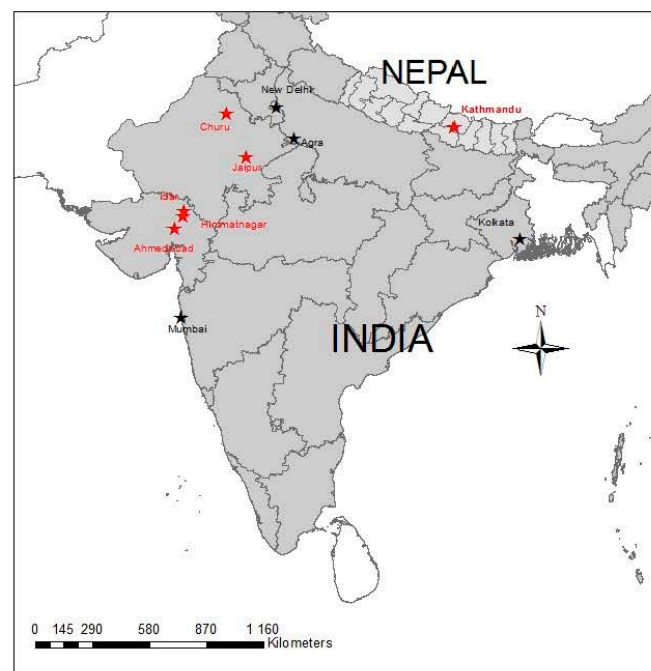 NEPAL
New Delhi
Kathmandu
Churu
Agra
Jaipur
Idar
Himmatnagar
Kolkata
Ahmedabad
N
Mumbai
INDIA
0 145 290 580 870 1 160
Kilometers